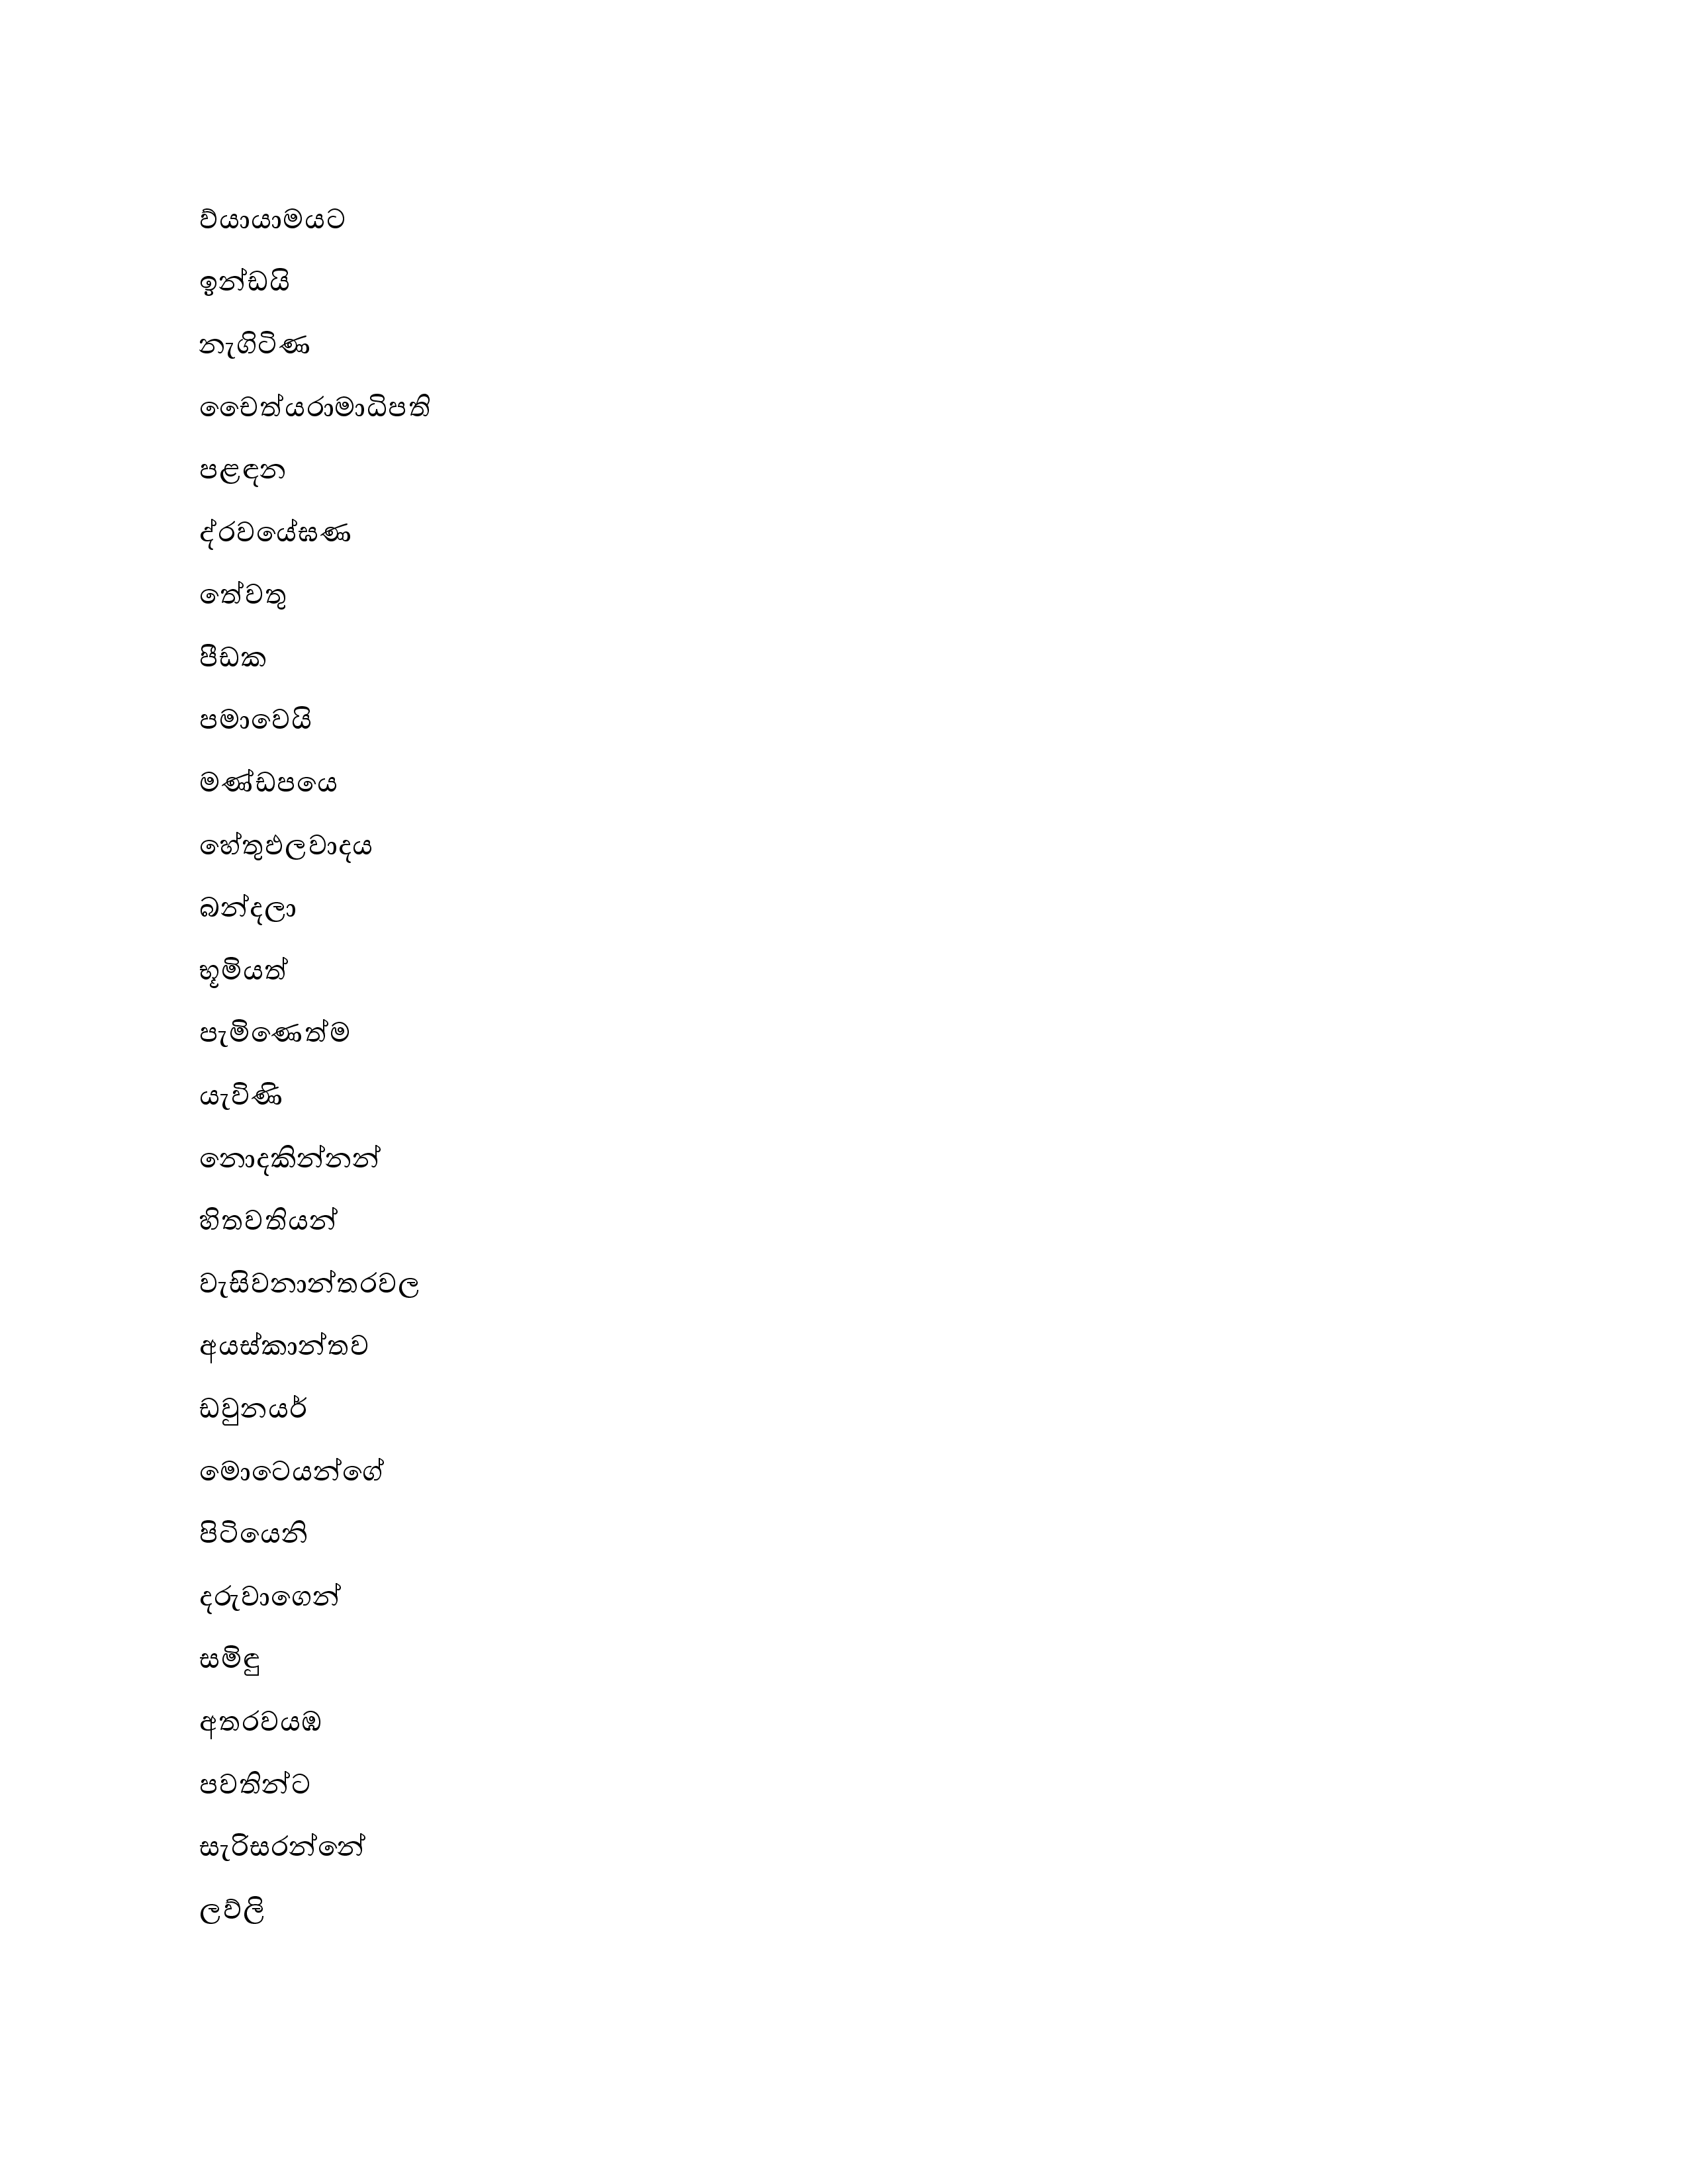 ව්යායාමයට
ඉන්ඩයි
නැගිටිණ
චෛත්යරාමාධිපති
පළඳන
ද්රවයේඝණ
තේවතු
පීඩක
පමාවෙයි
මණ්ඩපයෙ
හේතුඵලවාදය
බන්දලා
භූමියත්
පැමිණෙත්ම
යැවිණි
නොදකින්නන්
හිතවතියන්
වැසිවනාන්තරවල
අයස්කාන්තව
ඩවුනයර්
මොටෙයන්ගේ
පිටියෙනි
දරුවාගෙන්
සමිඳු
අතරවයඹ
පවතින්ට
සැරිසරන්නේ
ලව්ලි